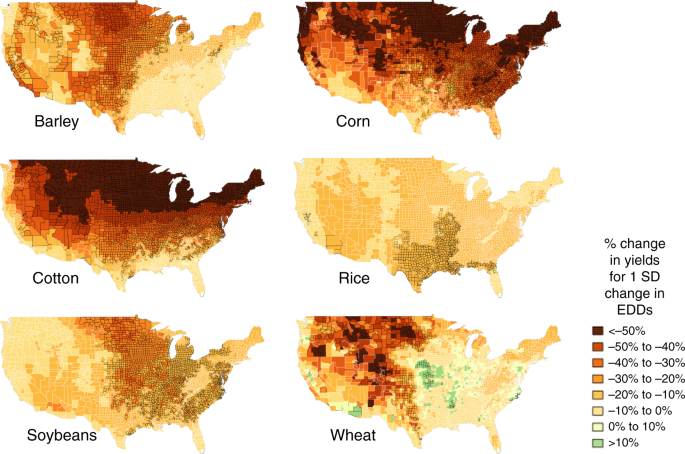 Barley
Corn
Cotton
Rice
Soybeans
Wheat
% change
in yields
for 1 SD
change in
EDDs
<–50%
–50% to –40%
–40% to –30%
–30% to –20%
–20% to –10%
–10% to 0%
0% to 10%
>10%